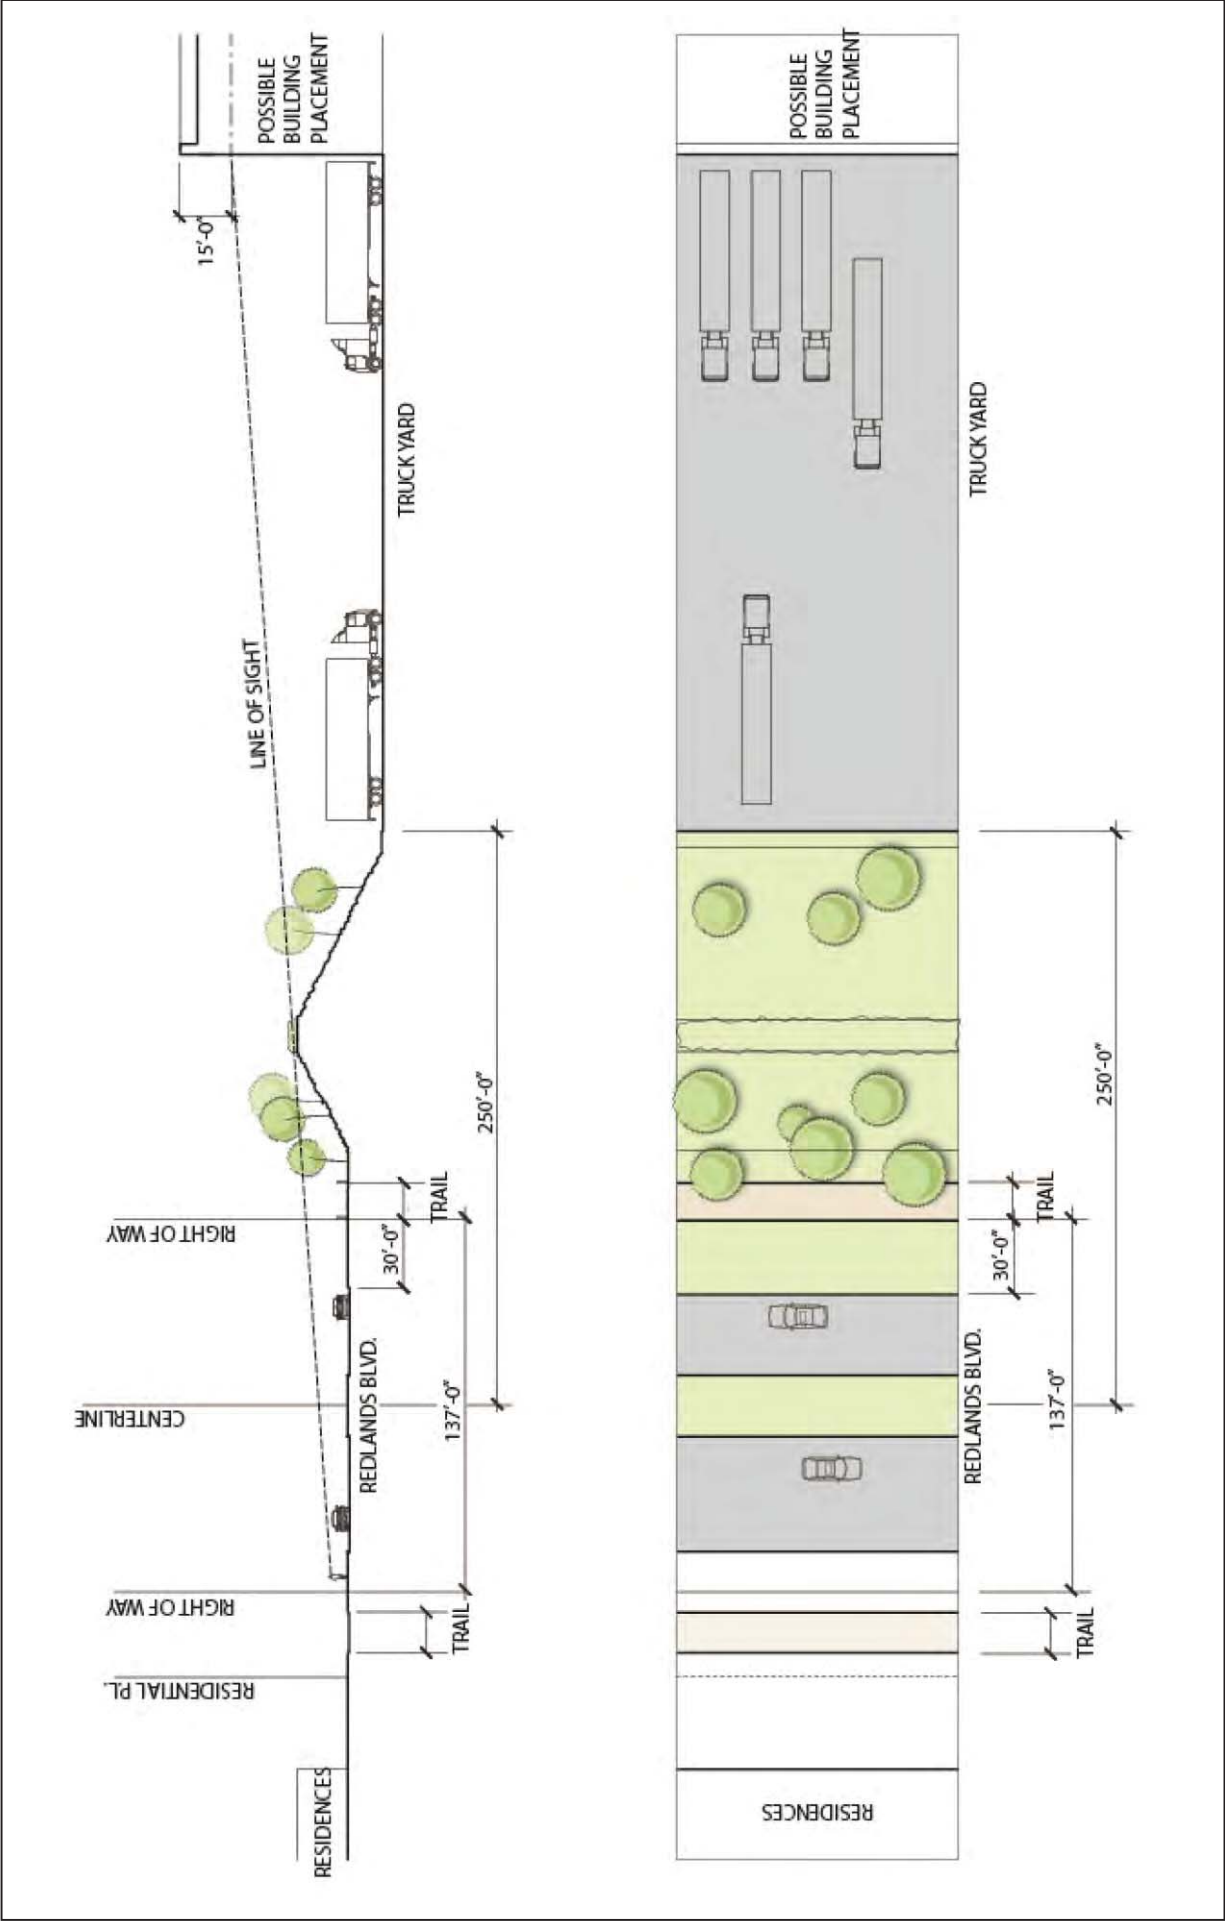 POSSIBLE
BUILDING
PLACEMENT
15'-0"
LINE OF SIGHT
TRUCK YARD
250'-0"
TRAIL
RIGHT OF WAY
30'-0"
CENTERLINE
REDLANDS BLVD.
137'-0"
RIGHT OF WAY
TRAIL
RESIDENTIAL P.L.
RESIDENCES
POSSIBLE
BUILDING
PLACEMENT
TRUCK YARD
250'-0"
TRAIL
30'-0"
REDLANDS BLVD.
137'-0"
TRAIL
RESIDENCES